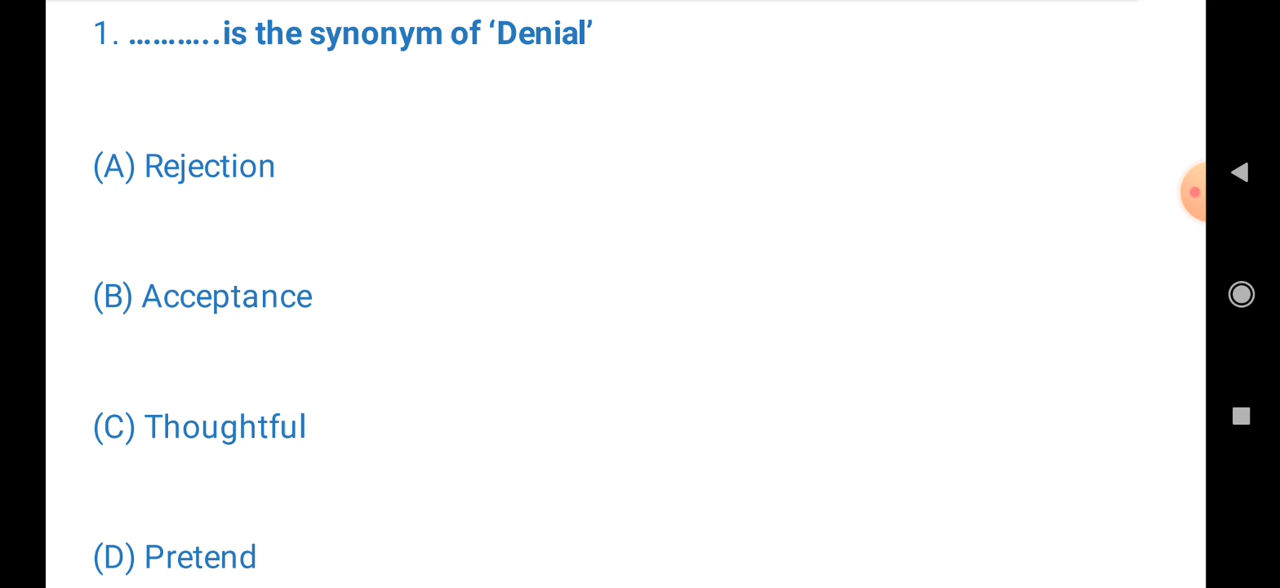 1. ………..is the synonym of ‘Denial’
(A) Rejection
(B) Acceptance
(C) Thoughtful
(D) Pretend